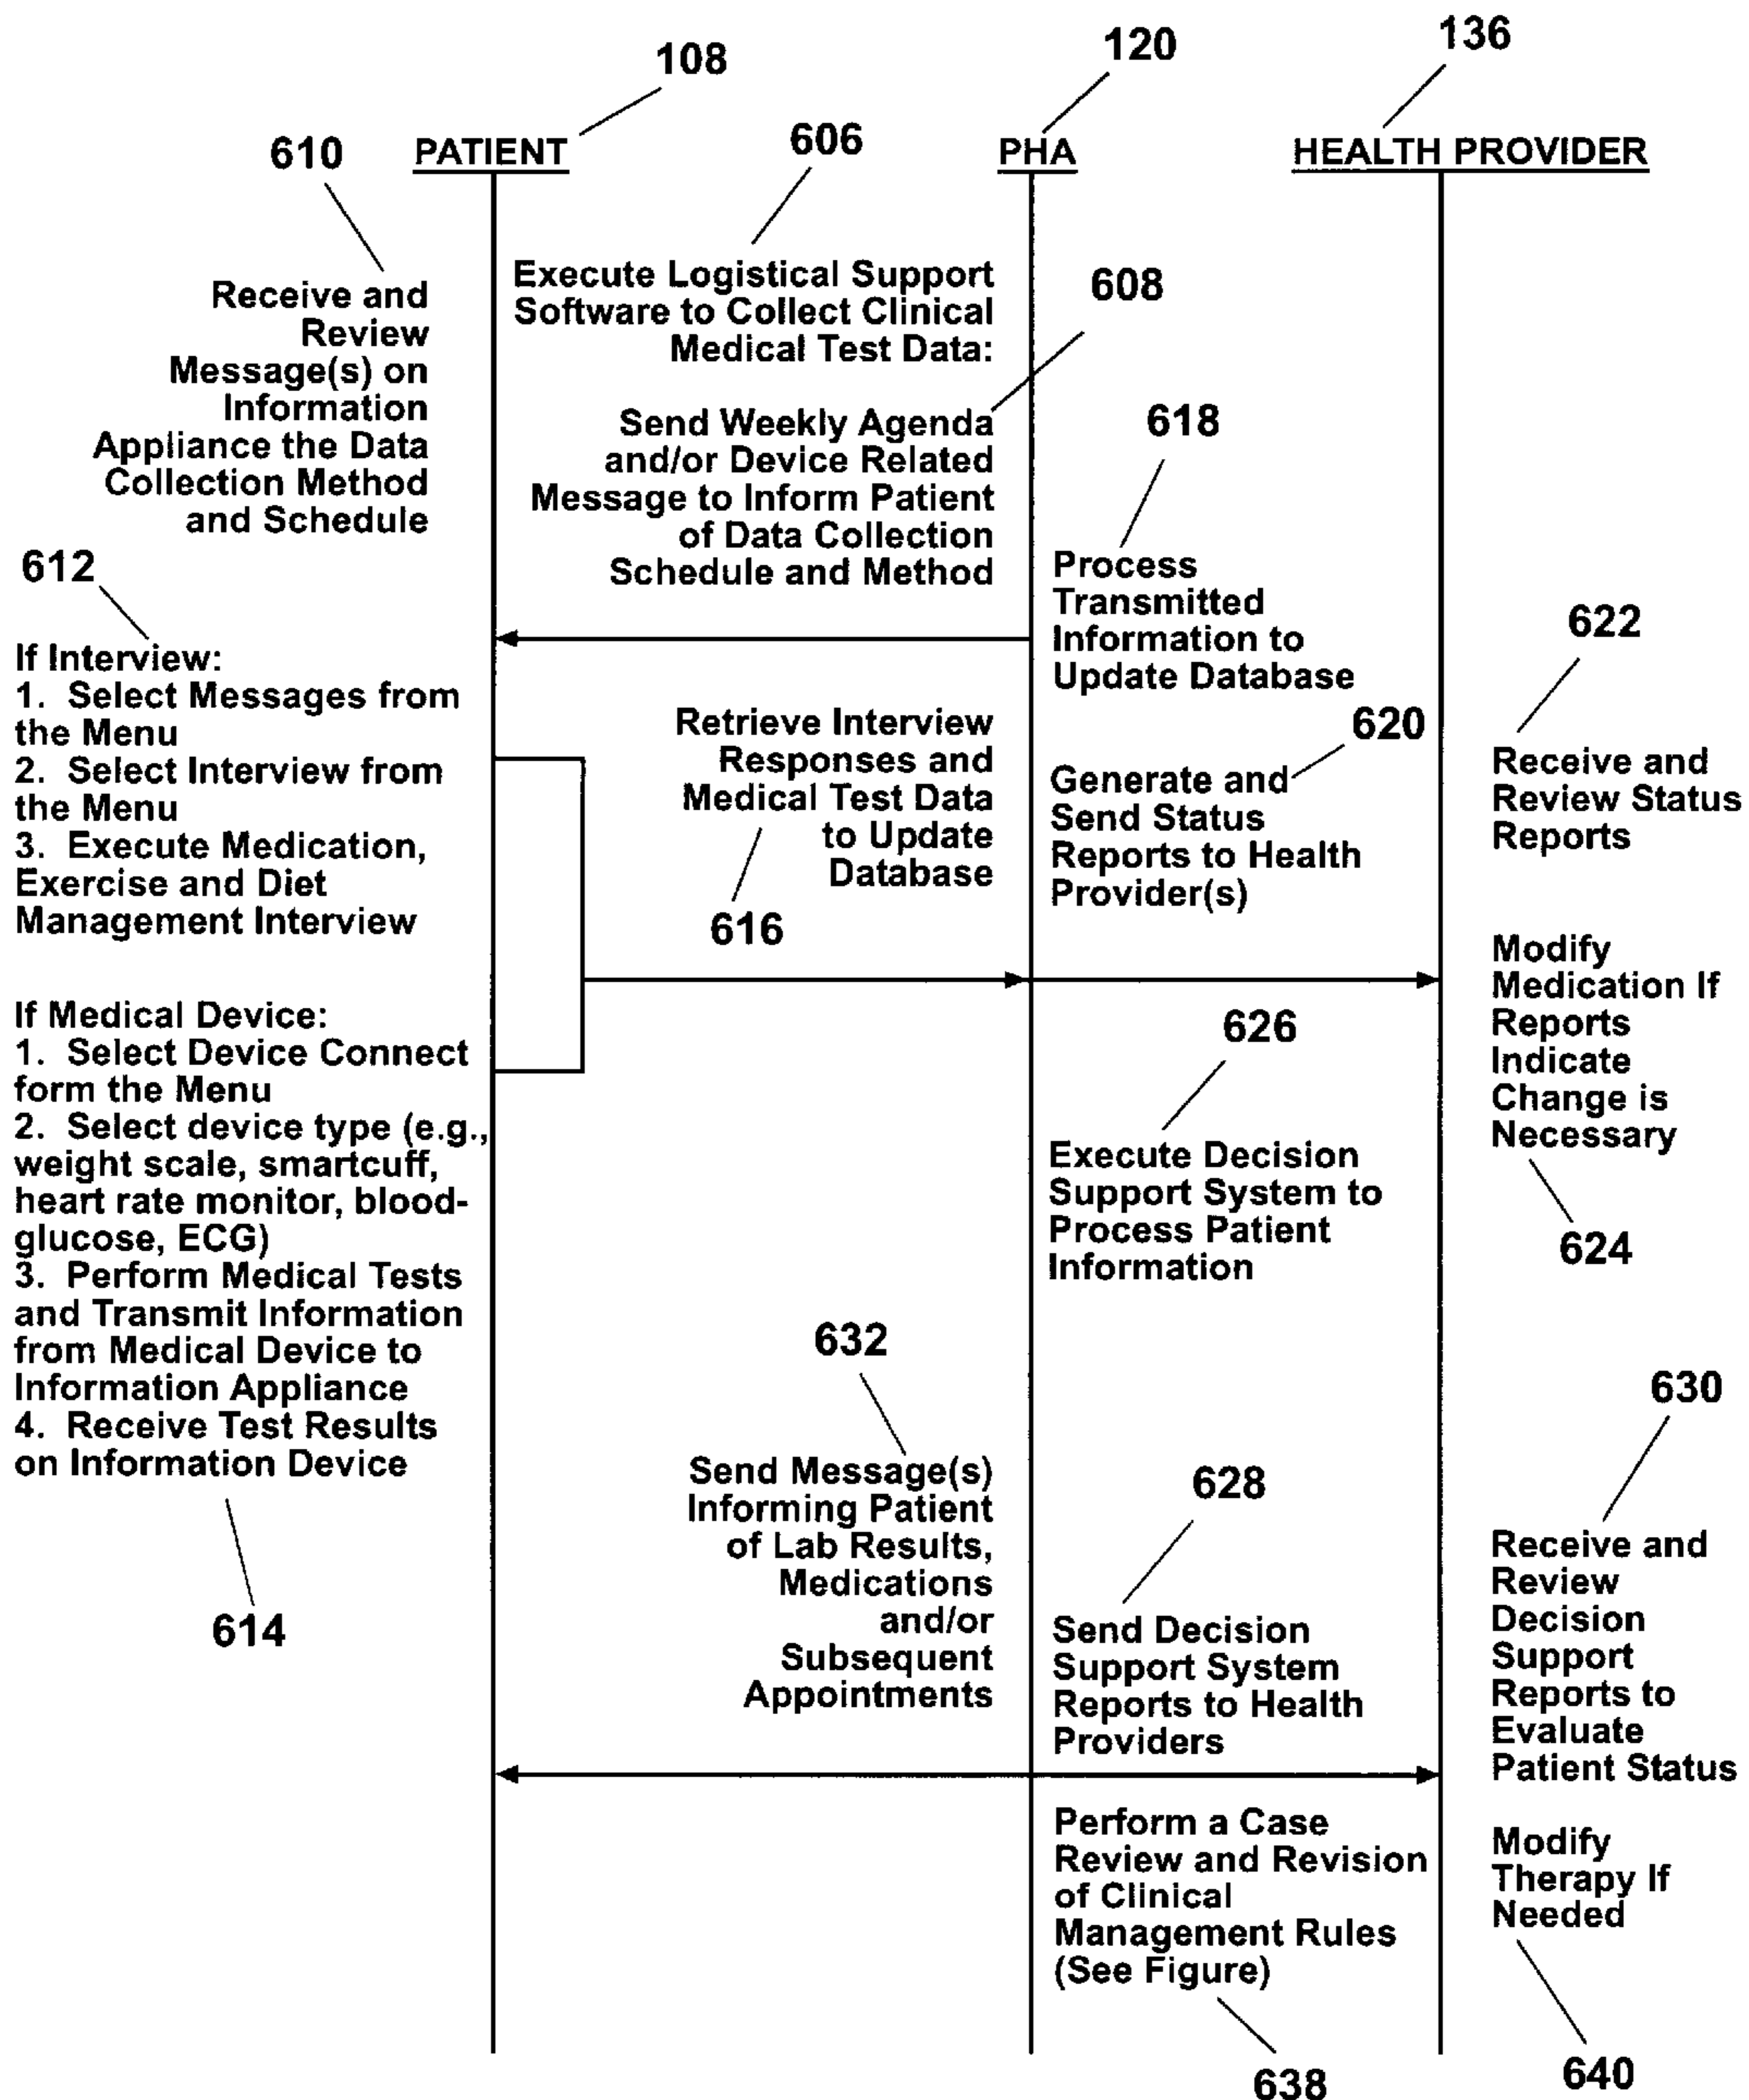 108
120
136
PATIENT
PHA
HEALTH PROVIDER
610
Receive and
Review
Message(s) on
Information
Appliance the Data
Collection Method
and Schedule
606
Execute Logistical Support
Software to Collect Clinical
Medical Test Data:
608
Send Weekly Agenda
and/or Device Related
Message to Inform Patient
of Data Collection
Schedule and Method
612
If Interview:
1. Select Messages from
the Menu
2. Select Interview from
the Menu
3. Execute Medication,
Exercise and Diet
Management Interview
If Medical Device:
1. Select Device Connect
form the Menu
2. Select device type (e.g.,
weight scale, smartcuff,
heart rate monitor, blood-
glucose, ECG)
3. Perform Medical Tests
and Transmit Information
from Medical Device to
Information Appliance
4. Receive Test Results
on Information Device
614
Retrieve Interview
Responses and
Medical Test Data
to Update
Database
616
618
Process
Transmitted
Information to
Update Database
620
Generate and
Send Status
Reports to Health
Provider(s)
622
Receive and
Review Status
Reports
Modify
Medication If
Reports
Indicate
Change is
Necessary
624
626
Execute Decision
Support System to
Process Patient
Information
632
Send Message(s)
Informing Patient
of Lab Results,
Medications
and/or
Subsequent
Appointments
628
Send Decision
Support System
Reports to Health
Providers
630
Receive and
Review
Decision
Support
Reports to
Evaluate
Patient Status
Perform a Case
Review and Revision
of Clinical
Management Rules
(See Figure)
638
Modify
Therapy If
Needed
640